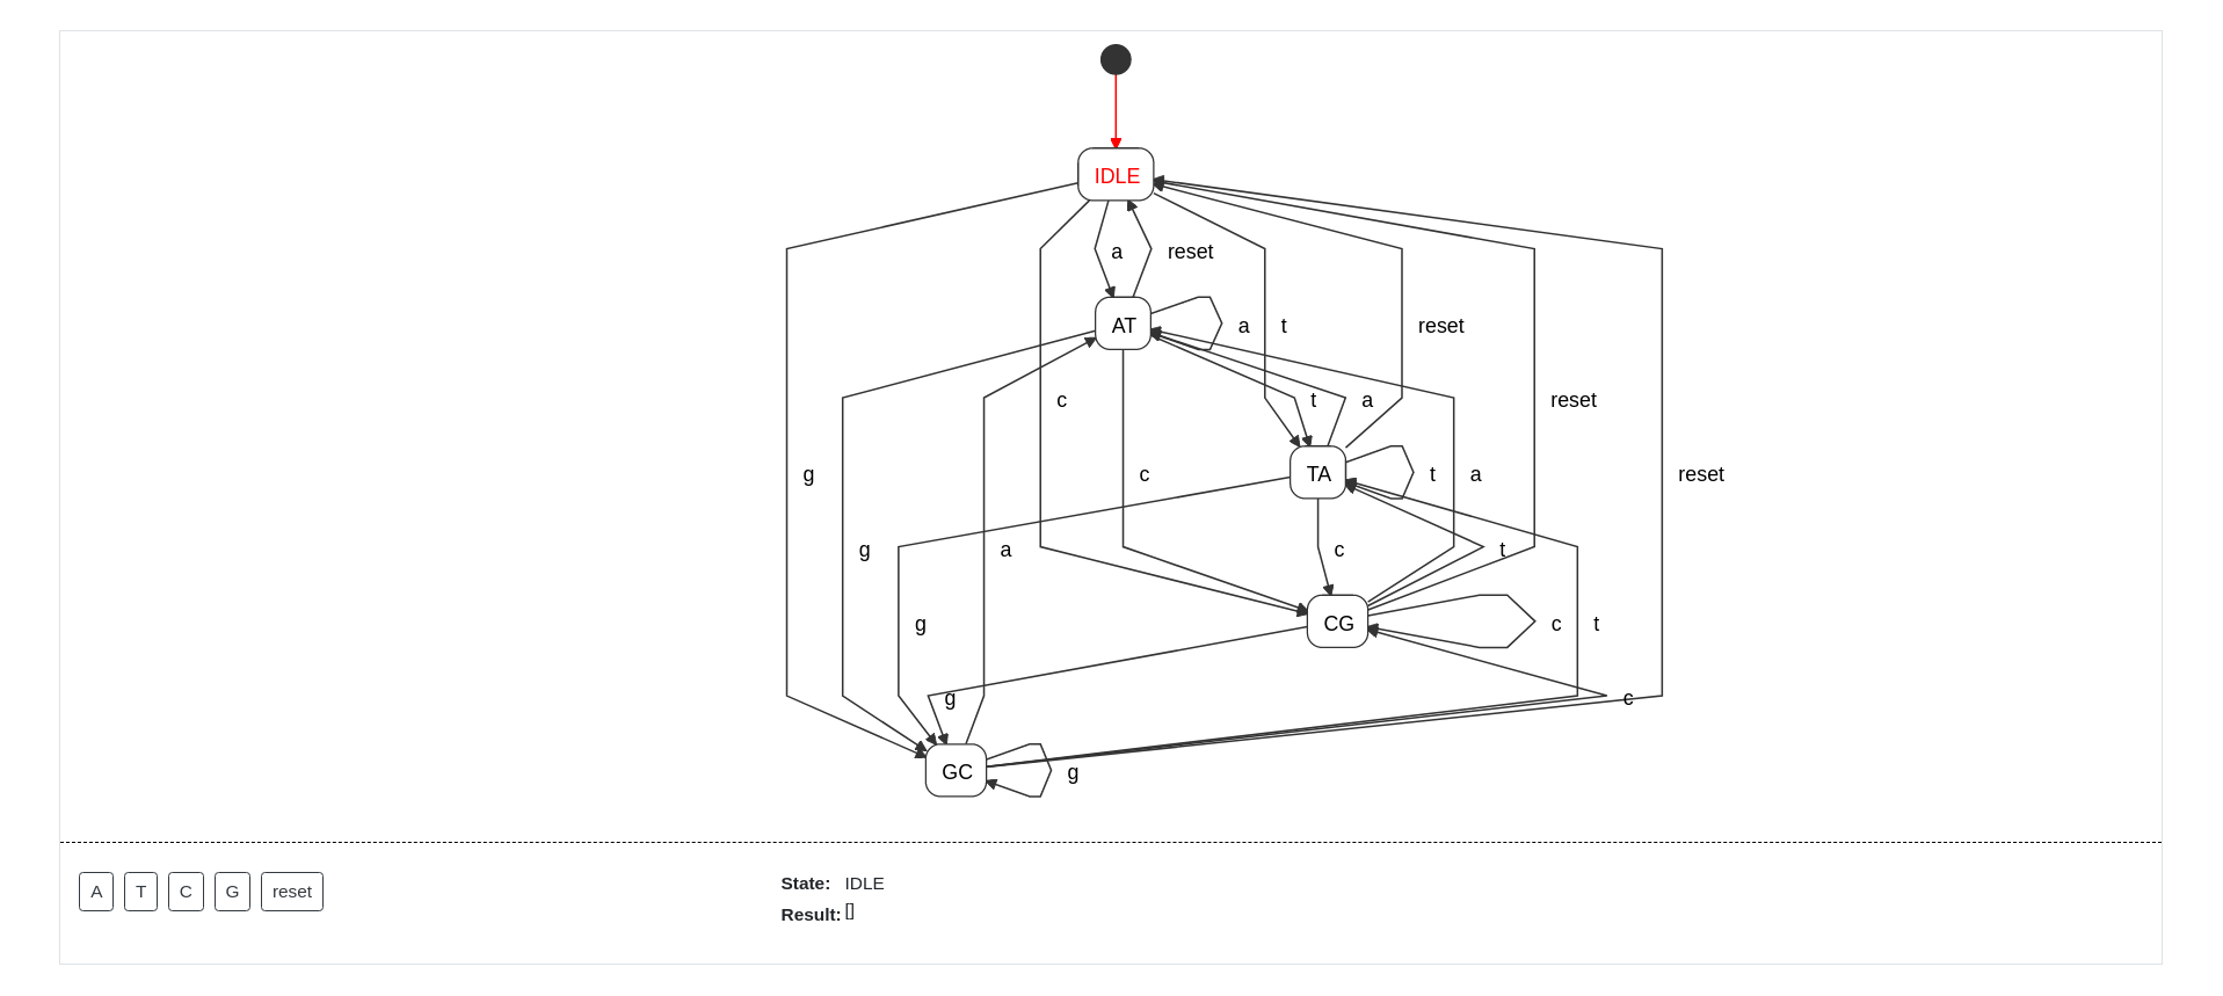 IDLE
a
reset
AT
a
t
reset
c
t
a
reset
g
c
TA
t
a
reset
g
a
c
t
g
CG
c
t
g
c
GC
g
A T C G reset
State: IDLE
Result: []